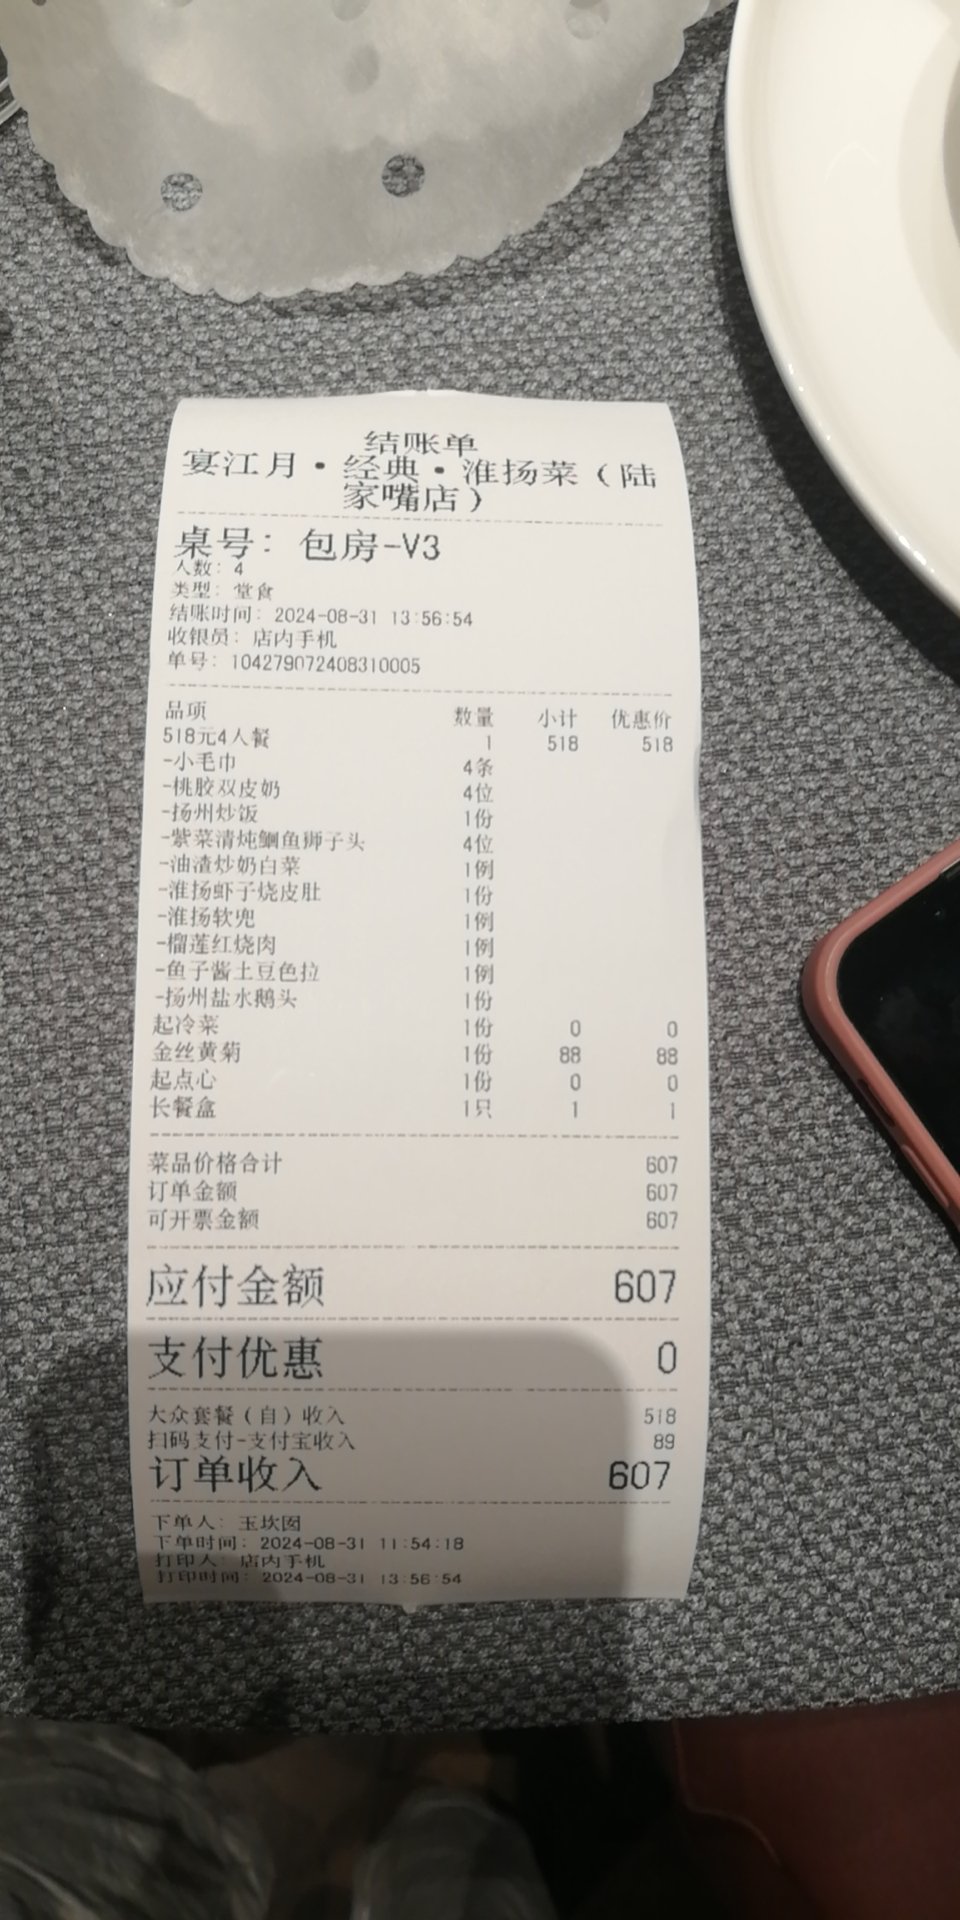 结账单
宴江月·经典·淮扬菜（陆
家嘴店）
桌号：包房-V3
人数：4
类型：堂食
结账时间：2024-08-31 13:56:54
收银员：店内手机
单号：104279072408310005
品项 数量 小计 优惠价
518元4人餐 1 518 518
-小毛巾 4条
-桃胶双皮奶 4位
-扬州炒饭 1份
-紫菜清炖鮰鱼狮子头 4位
-油渣炒奶白菜 1例
-淮扬虾子烧皮肚 1份
-淮扬软兜 1例
-榴莲红烧肉 1例
-鱼子酱土豆色拉 1例
-扬州盐水鹅头 1份
起冷菜 1份 0 0
金丝黄菊 1份 88 88
起点心 1份 0 0
长餐盒 1只 1 1
菜品价格合计 607
订单金额 607
可开票金额 607
应付金额 607
支付优惠 0
大众套餐（自）收入 518
扫码支付-支付宝收入 89
订单收入 607
下单人：玉坎囡
下单时间：2024-08-31 11:54:18
打印人：店内手机
打印时间：2024-08-31 13:56:54